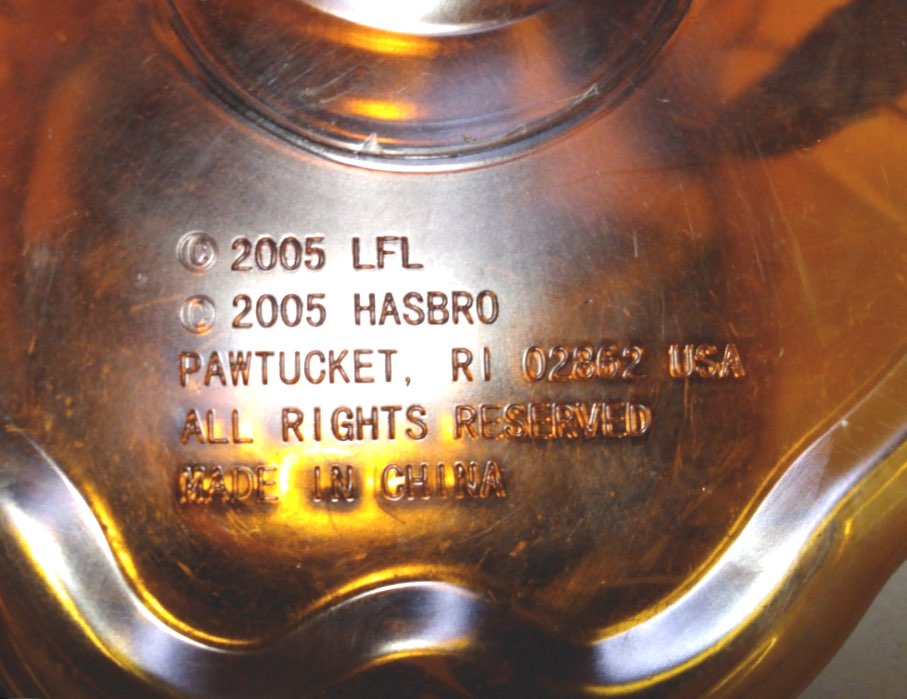 © 2005 LFL
© 2005 HASBRO
PAWTUCKET, RI 02862 USA
ALL RIGHTS RESERVED
MADE IN CHINA